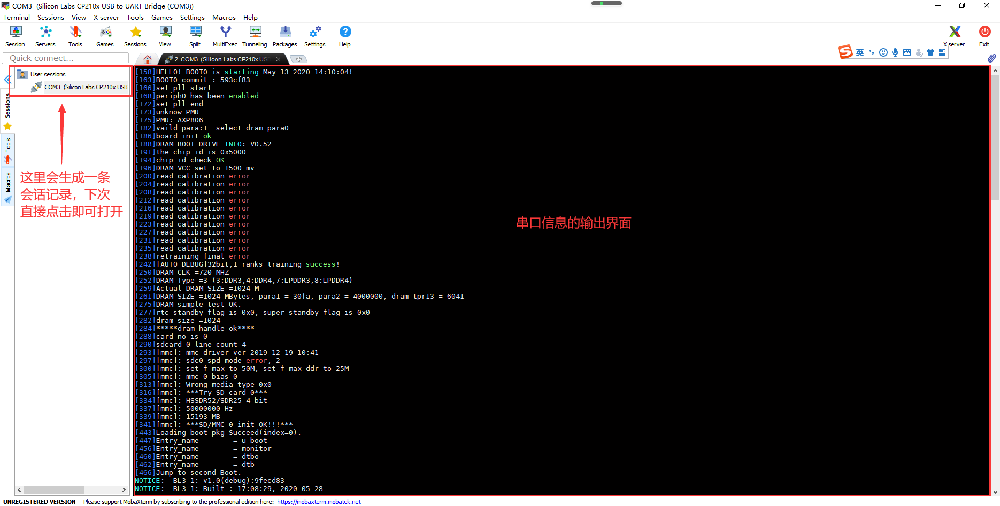 COM3  (Silicon Labs CP210x USB to UART Bridge (COM3))
Terminal Sessions View X server Tools Games Settings Macros Help
Session Servers Tools Games Sessions View Split MultiExec Tunneling Packages Settings Help X server Exit
Quick connect...
2. COM3  (Silicon Labs CP210x USB
英
User sessions
COM3  (Silicon Labs CP210x USB
Sessions
Tools
Macros
这里会生成一条
会话记录，下次
直接点击即可打开
[158]HELLO! BOOT0 is starting May 13 2020 14:10:04!
[163]BOOT0 commit : 593cf83
[166]set pll start
[168]periph0 has been enabled
[172]set pll end
[173]unknow PMU
[175]PMU: AXP806
[182]vaild para:1  select dram para0
[186]board init ok
[188]DRAM BOOT DRIVE INFO: V0.52
[191]the chip id is 0x5000
[194]chip id check OK
[196]DRAM_VCC set to 1500 mv
[200]read_calibration error
[204]read_calibration error
[208]read_calibration error
[212]read_calibration error
[216]read_calibration error
[219]read_calibration error
[223]read_calibration error
[227]read_calibration error
[231]read_calibration error
[235]read_calibration error
[238]retraining final error
[242][AUTO DEBUG]32bit,1 ranks training success!
[250]DRAM CLK =720 MHZ
[252]DRAM Type =3 (3:DDR3,4:DDR4,7:LPDDR3,8:LPDDR4)
[259]Actual DRAM SIZE =1024 M
[261]DRAM SIZE =1024 MBytes, para1 = 30fa, para2 = 4000000, dram_tpr13 = 6041
[275]DRAM simple test OK.
[277]rtc standby flag is 0x0, super standby flag is 0x0
[282]dram size =1024
[284]*****dram handle ok****
[288]card no is 0
[290]sdcard 0 line count 4
[293][mmc]: mmc driver ver 2019-12-19 10:41
[297][mmc]: sdc0 spd mode error, 2
[300][mmc]: set f_max to 50M, set f_max_ddr to 25M
[305][mmc]: mmc 0 bias 0
[313][mmc]: Wrong media type 0x0
[316][mmc]: ***Try SD card 0***
[334][mmc]: HSSDR52/SDR25 4 bit
[337][mmc]: 50000000 Hz
[339][mmc]: 15193 MB
[341][mmc]: ***SD/MMC 0 init OK!!!***
[443]Loading boot-pkg Succeed(index=0).
[447]Entry_name        = u-boot
[456]Entry_name        = monitor
[460]Entry_name        = dtbo
[462]Entry_name        = dtb
[466]Jump to second Boot.
NOTICE:  BL3-1: v1.0(debug):9fecd83
NOTICE:  BL3-1: Built : 17:08:29, 2020-05-28
串口信息的输出界面
UNREGISTERED VERSION  -  Please support MobaXterm by subscribing to the professional edition here:  https://mobaxterm.mobatek.net